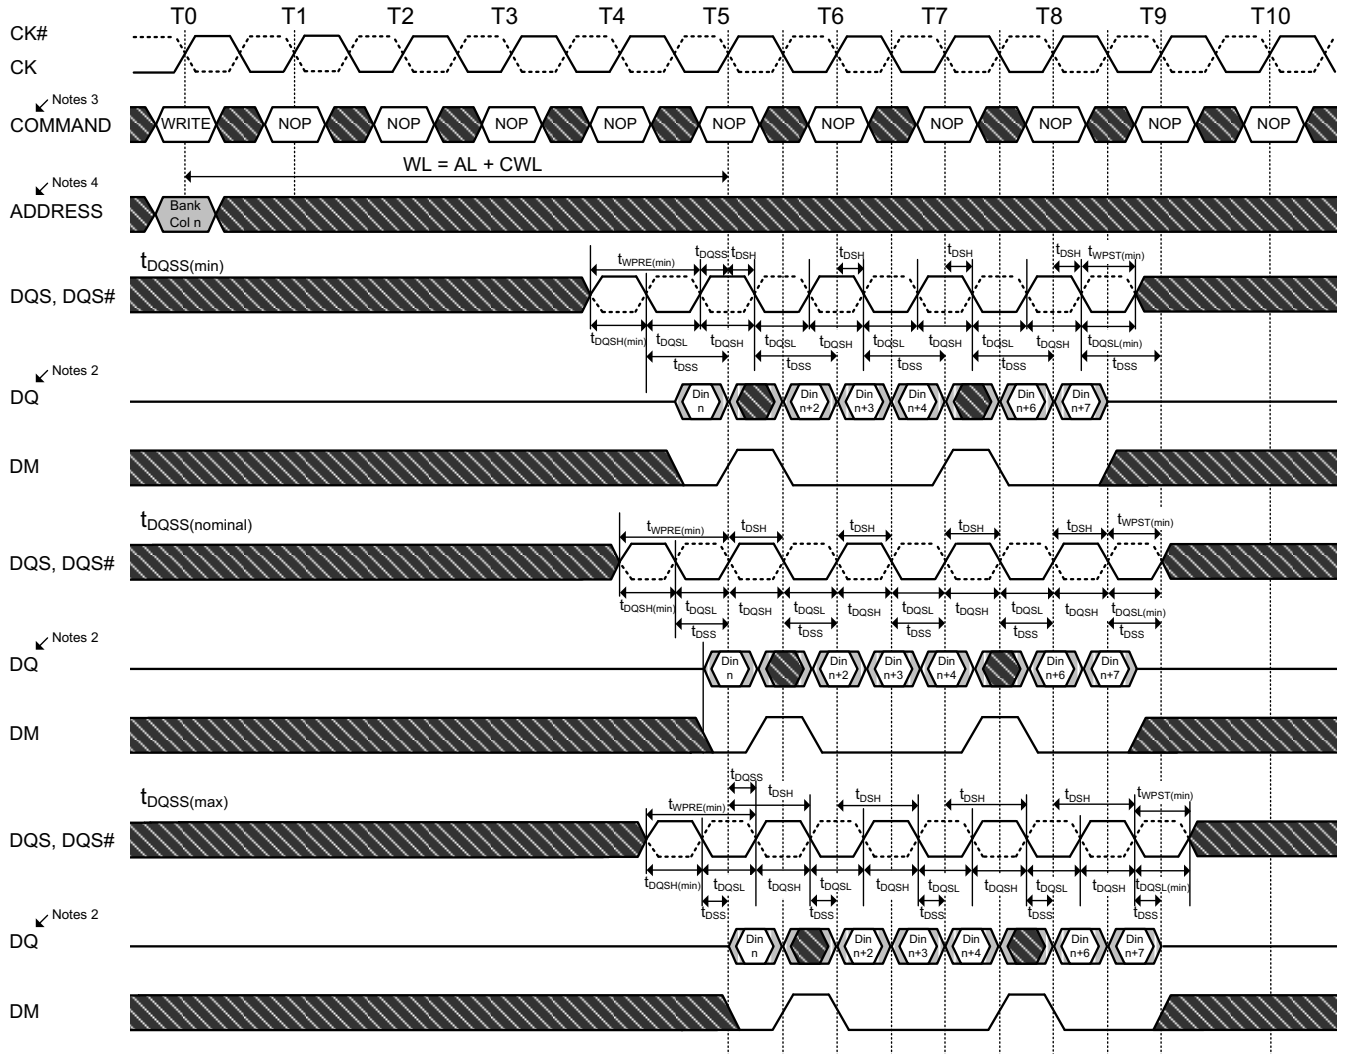 T0 T1 T2 T3 T4 T5 T6 T7 T8 T9 T10
CK#
CK
Notes 3
COMMAND WRITE NOP NOP NOP NOP NOP NOP NOP NOP NOP NOP
WL = AL + CWL
Notes 4
ADDRESS Bank Col n
tDQSS(min) tWPRE(min) tDQSS tDSH tDSH tDSH tDSH tWPST(min)
DQS, DQS#
tDQSH(min) tDQSL tDQSH tDQSL tDQSH tDQSL tDQSH tDQSL tDQSH tDQSL(min)
tDSS tDSS tDSS tDSS tDSS
Notes 2
DQ Din n Din n+2 Din n+3 Din n+4 Din n+6 Din n+7
DM
tDQSS(nominal) tWPRE(min) tDSH tDSH tDSH tDSH tWPST(min)
DQS, DQS#
tDQSH(min) tDQSL tDQSH tDQSL tDQSH tDQSL tDQSH tDQSL tDQSH tDQSL(min)
tDSS tDSS tDSS tDSS tDSS
Notes 2
DQ Din n Din n+2 Din n+3 Din n+4 Din n+6 Din n+7
DM
tDQSS
tDQSS(max) tWPRE(min) tDSH tDSH tDSH tDSH tWPST(min)
DQS, DQS#
tDQSH(min) tDQSL tDQSH tDQSL tDQSH tDQSL tDQSH tDQSL tDQSH tDQSL(min)
tDSS tDSS tDSS tDSS tDSS
Notes 2
DQ Din n Din n+2 Din n+3 Din n+4 Din n+6 Din n+7
DM